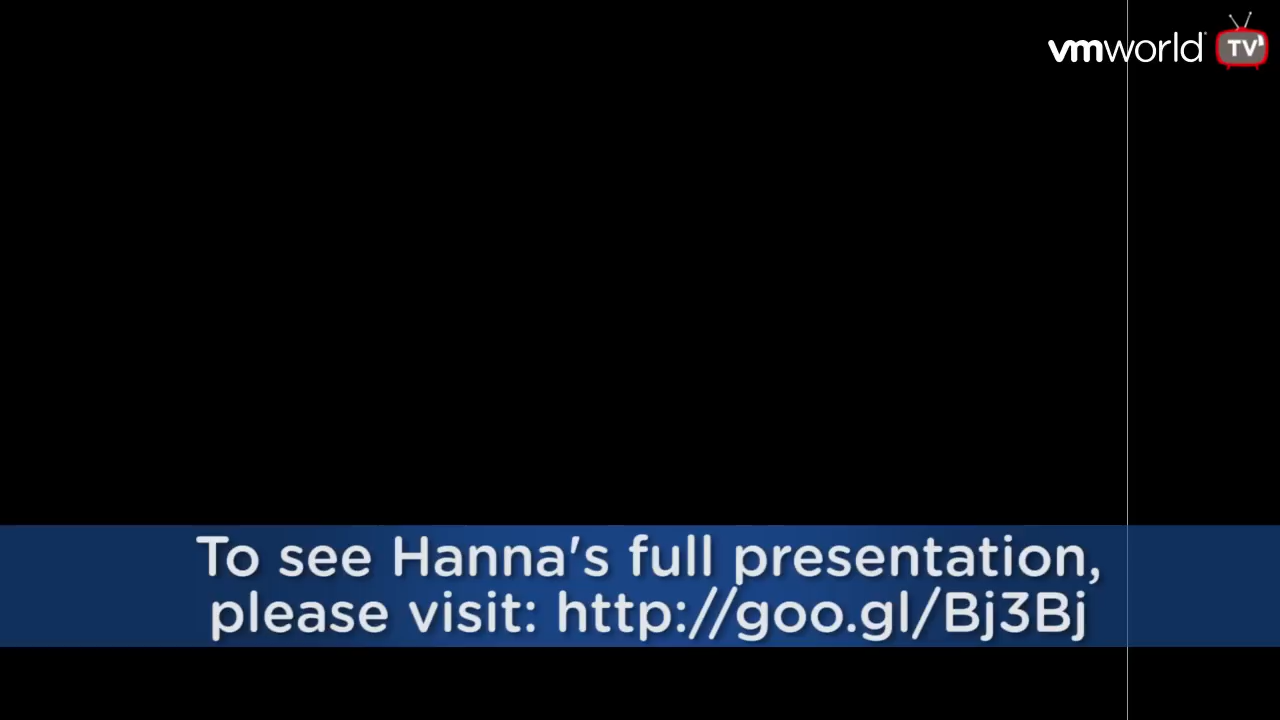 vmworld TV
To see Hanna's full presentation,
please visit: http://goo.gl/Bj3Bj